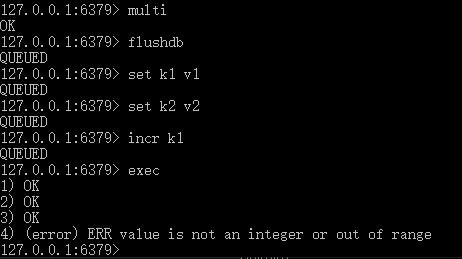 127.0.0.1:6379> multi
OK
127.0.0.1:6379> flushdb
QUEUED
127.0.0.1:6379> set k1 v1
QUEUED
127.0.0.1:6379> set k2 v2
QUEUED
127.0.0.1:6379> incr k1
QUEUED
127.0.0.1:6379> exec
1) OK
2) OK
3) OK
4) (error) ERR value is not an integer or out of range
127.0.0.1:6379>